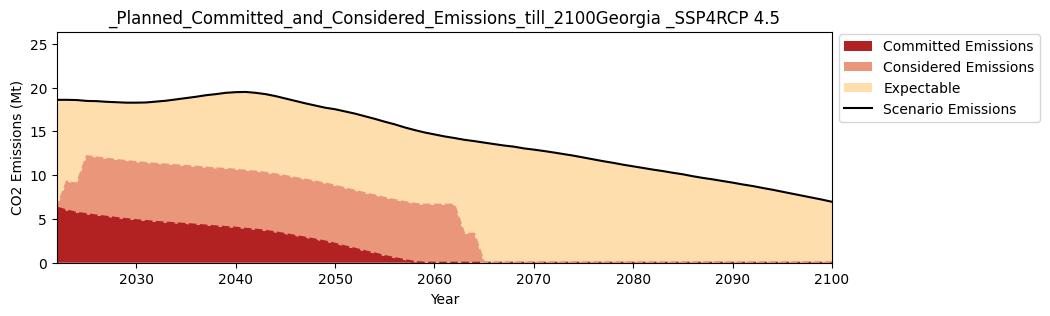 _Planned_Committed_and_Considered_Emissions_till_2100Georgia _SSP4RCP 4.5
25
20
15
10
5
0
CO2 Emissions (Mt)
2030 2040 2050 2060 2070 2080 2090 2100
Year
Committed Emissions
Considered Emissions
Expectable
Scenario Emissions